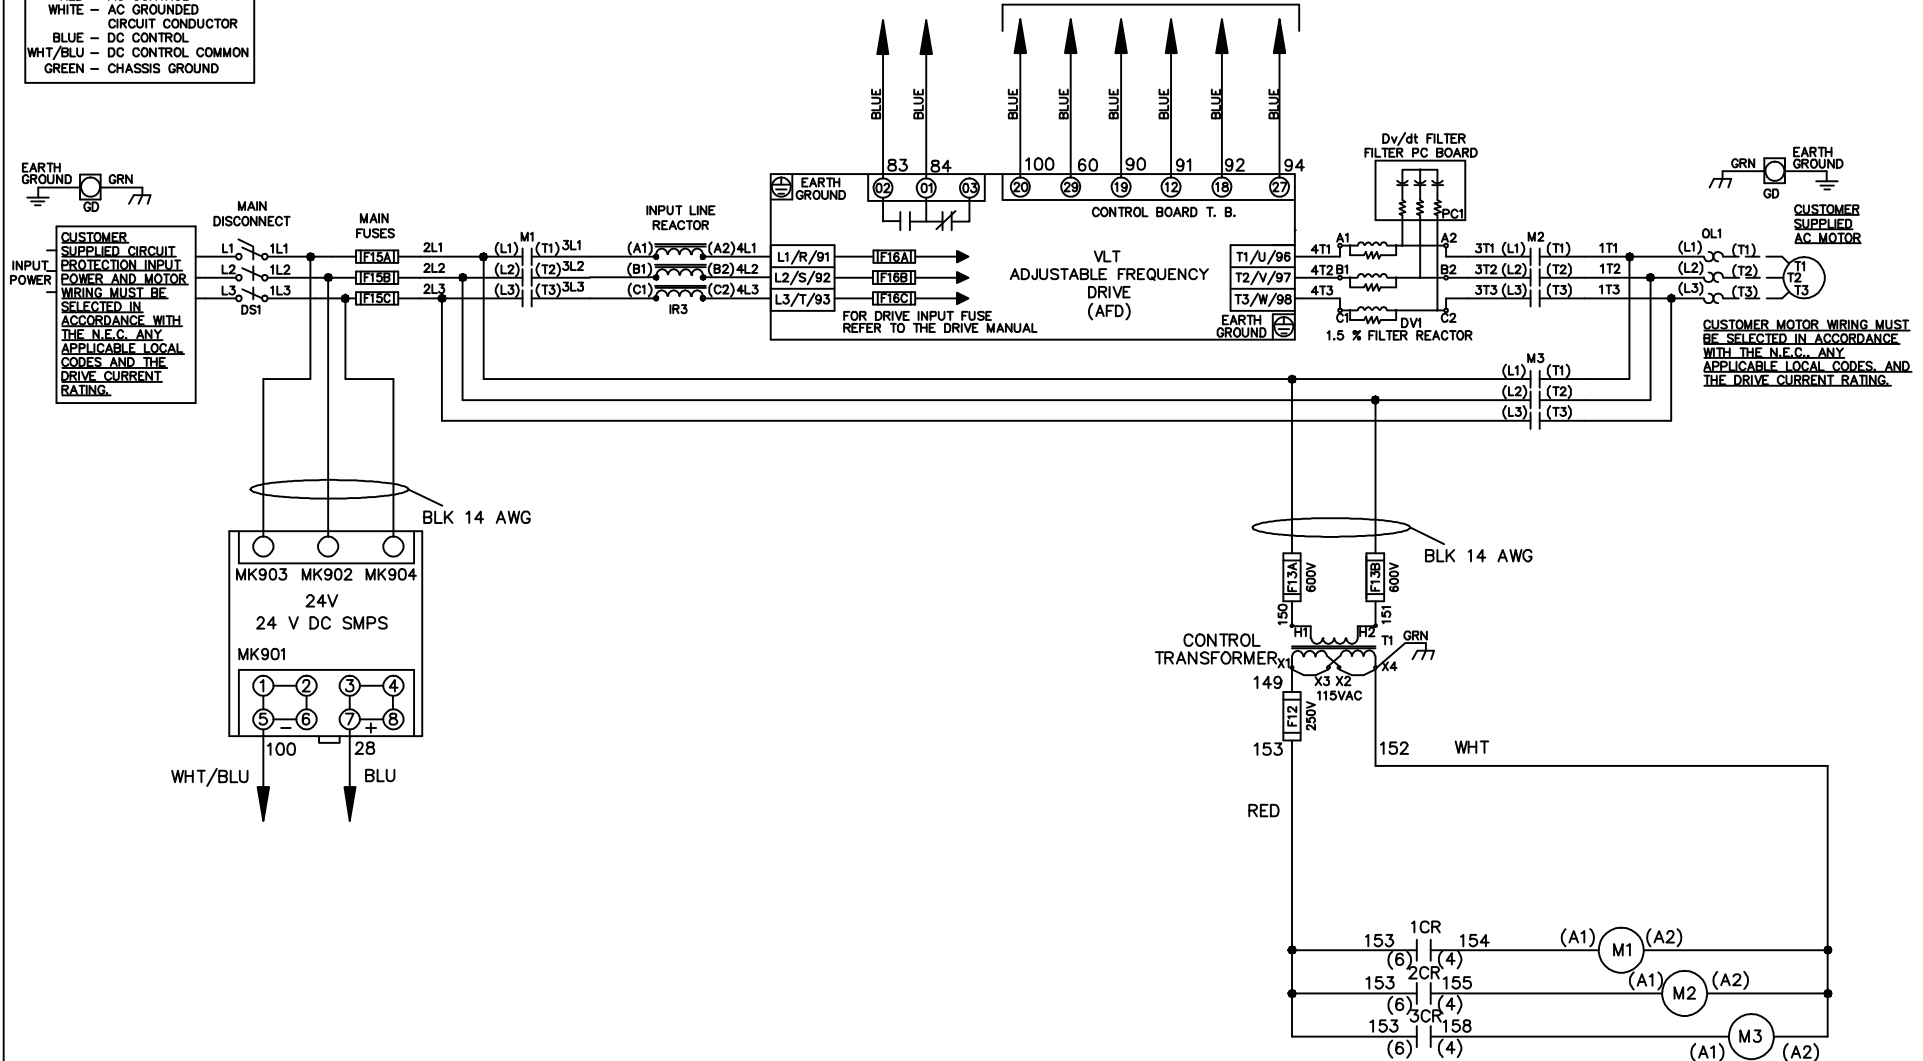 WHITE – AC GROUNDED
CIRCUIT CONDUCTOR
BLUE – DC CONTROL
WHT/BLU – DC CONTROL COMMON
GREEN – CHASSIS GROUND
BLUE
BLUE
BLUE
BLUE
BLUE
BLUE
BLUE
BLUE
83
84
100
60
90
91
92
94
EARTH
GROUND
GRN
GD
MAIN
DISCONNECT
MAIN
FUSES
INPUT LINE
REACTOR
EARTH
GROUND
02
01
03
20
29
19
12
18
27
CONTROL BOARD T. B.
Dv/dt FILTER
FILTER PC BOARD
PC1
GRN
EARTH
GROUND
GD
CUSTOMER
SUPPLIED
AC MOTOR
INPUT
POWER
CUSTOMER
SUPPLIED CIRCUIT
PROTECTION INPUT
POWER AND MOTOR
WIRING MUST BE
SELECTED IN
ACCORDANCE WITH
THE N.E.C. ANY
APPLICABLE LOCAL
CODES AND THE
DRIVE CURRENT
RATING.
L1
1L1
F15A
2L1
(L1)
M1
(T1)
3L1
(A1)
(A2)
4L1
L1/R/91
F16A
L2
1L2
F15B
2L2
(L2)
(T2)
3L2
(B1)
(B2)
4L2
L2/S/92
F16B
L3
1L3
F15C
2L3
(L3)
(T3)
3L3
(C1)
(C2)
4L3
L3/T/93
F16C
DS1
IR3
VLT
ADJUSTABLE FREQUENCY
DRIVE
(AFD)
FOR DRIVE INPUT FUSE
REFER TO THE DRIVE MANUAL
T1/U/96
T2/V/97
T3/W/98
EARTH
GROUND
4T1
A1
A2
3T1
(L1)
M2
(T1)
1T1
(L1)
OL1
(T1)
4T2
B1
B2
3T2
(L2)
(T2)
1T2
(L2)
(T2)
4T3
C1
C2
3T3
(L3)
(T3)
1T3
(L3)
(T3)
T1
T2
T3
DV1
1.5 % FILTER REACTOR
CUSTOMER MOTOR WIRING MUST
BE SELECTED IN ACCORDANCE
WITH THE N.E.C., ANY
APPLICABLE LOCAL CODES, AND
THE DRIVE CURRENT RATING.
M3
(L1)
(T1)
(L2)
(T2)
(L3)
(T3)
BLK 14 AWG
MK903
MK902
MK904
24V
24 V DC SMPS
MK901
1
2
3
4
5
–
6
7
+
8
100
28
WHT/BLU
BLU
BLK 14 AWG
F13A
600V
F13B
600V
150
151
H1
H2
T1
GRN
CONTROL
TRANSFORMER
X1
X3 X2
X4
115VAC
149
F12
250V
153
152
WHT
RED
1CR
153
154
(6)
(4)
(A1)
M1
(A2)
2CR
153
155
(6)
(4)
(A1)
M2
(A2)
3CR
153
158
(6)
(4)
(A1)
M3
(A2)